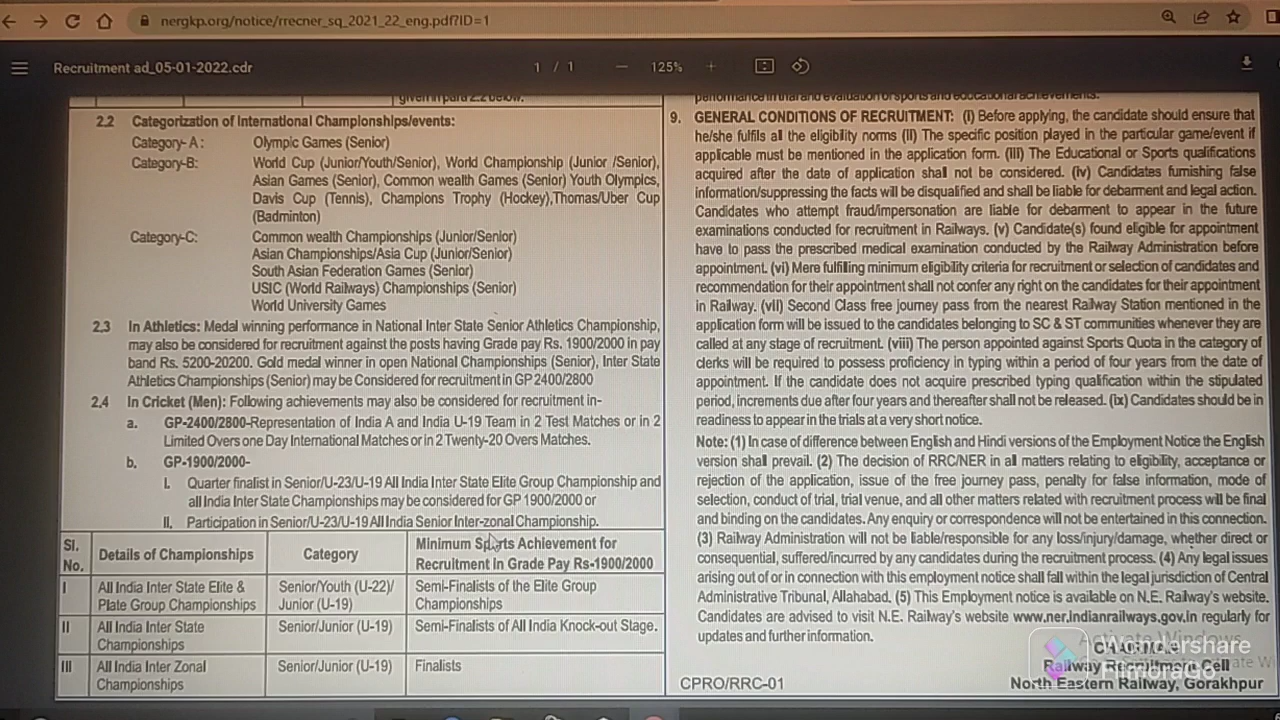 nergkp.org/notice/rrecner_sq_2021_22_eng.pdf?ID=1
Recruitment ad_05-01-2022.cdr
1 / 1
125%
given in para 2.2 below.
2.2 Categorization of International Championships/events:
Category- A: Olympic Games (Senior)
Category-B: World Cup (Junior/Youth/Senior), World Championship (Junior /Senior),
Asian Games (Senior), Common wealth Games (Senior) Youth Olympics,
Davis Cup (Tennis), Champions Trophy (Hockey),Thomas/Uber Cup
(Badminton)
Category-C: Common wealth Championships (Junior/Senior)
Asian Championships/Asia Cup (Junior/Senior)
South Asian Federation Games (Senior)
USIC (World Railways) Championships (Senior)
World University Games
2.3 In Athletics: Medal winning performance in National Inter State Senior Athletics Championship,
may also be considered for recruitment against the posts having Grade pay Rs. 1900/2000 in pay
band Rs. 5200-20200. Gold medal winner in open National Championships (Senior), Inter State
Athletics Championships (Senior) may be Considered for recruitment in GP 2400/2800
2.4 In Cricket (Men): Following achievements may also be considered for recruitment in-
a. GP-2400/2800-Representation of India A and India U-19 Team in 2 Test Matches or in 2
Limited Overs one Day International Matches or in 2 Twenty-20 Overs Matches.
b. GP-1900/2000-
I. Quarter finalist in Senior/U-23/U-19 All India Inter State Elite Group Championship and
all India Inter State Championships may be considered for GP 1900/2000 or
II. Participation in Senior/U-23/U-19 All India Senior Inter-zonal Championship.
Sl. No. Details of Championships Category Minimum Sports Achievement for
Recruitment In Grade Pay Rs-1900/2000
I All India Inter State Elite & Senior/Youth (U-22)/ Semi-Finalists of the Elite Group
Plate Group Championships Junior (U-19) Championships
II All India Inter State Senior/Junior (U-19) Semi-Finalists of All India Knock-out Stage.
Championships
III All India Inter Zonal Senior/Junior (U-19) Finalists
Championships
performance in trial and evaluation of sports and educational achievements.
9. GENERAL CONDITIONS OF RECRUITMENT: (i) Before applying, the candidate should ensure that
he/she fulfils all the eligibility norms (II) The specific position played in the particular game/event if
applicable must be mentioned in the application form. (III) The Educational or Sports qualifications
acquired after the date of application shall not be considered. (iv) Candidates furnishing false
information/suppressing the facts will be disqualified and shall be liable for debarment and legal action.
Candidates who attempt fraud/impersonation are liable for debarment to appear in the future
examinations conducted for recruitment in Railways. (v) Candidate(s) found eligible for appointment
have to pass the prescribed medical examination conducted by the Railway Administration before
appointment. (vi) Mere fulfilling minimum eligibility criteria for recruitment or selection of candidates and
recommendation for their appointment shall not confer any right on the candidates for their appointment
in Railway. (vii) Second Class free journey pass from the nearest Railway Station mentioned in the
application form will be issued to the candidates belonging to SC & ST communities whenever they are
called at any stage of recruitment. (viii) The person appointed against Sports Quota in the category of
clerks will be required to possess proficiency in typing within a period of four years from the date of
appointment. If the candidate does not acquire prescribed typing qualification within the stipulated
period, increments due after four years and thereafter shall not be released. (ix) Candidates should be in
readiness to appear in the trials at a very short notice.
Note: (1) In case of difference between English and Hindi versions of the Employment Notice the English
version shall prevail. (2) The decision of RRC/NER in all matters relating to eligibility, acceptance or
rejection of the application, issue of the free journey pass, penalty for false information, mode of
selection, conduct of trial, trial venue, and all other matters related with recruitment process will be final
and binding on the candidates. Any enquiry or correspondence will not be entertained in this connection.
(3) Railway Administration will not be liable/responsible for any loss/injury/damage, whether direct or
consequential, suffered/incurred by any candidates during the recruitment process. (4) Any legal issues
arising out of or in connection with this employment notice shall fall within the legal jurisdiction of Central
Administrative Tribunal, Allahabad. (5) This Employment notice is available on N.E. Railway's website.
Candidates are advised to visit N.E. Railway's website www.ner.indianrailways.gov.in regularly for
updates and further information.
Activate Windows
Wondershare
FilmoraGo
Railway Recruitment Cell
CPRO/RRC-01 North Eastern Railway, Gorakhpur